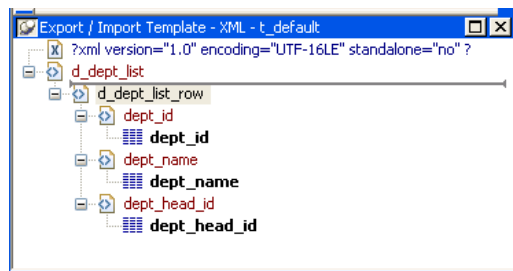 Export / Import Template - XML - t_default
?xml version="1.0" encoding="UTF-16LE" standalone="no" ?
d_dept_list
d_dept_list_row
dept_id
dept_id
dept_name
dept_name
dept_head_id
dept_head_id